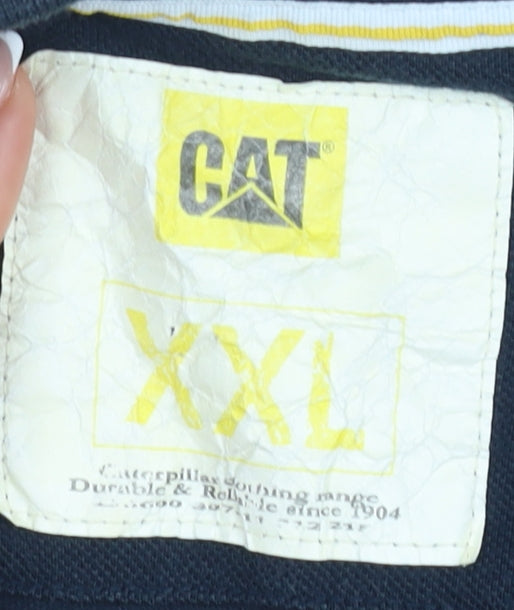 CAT®
XXL
Caterpillar clothing range
Durable & Reliable since 1904